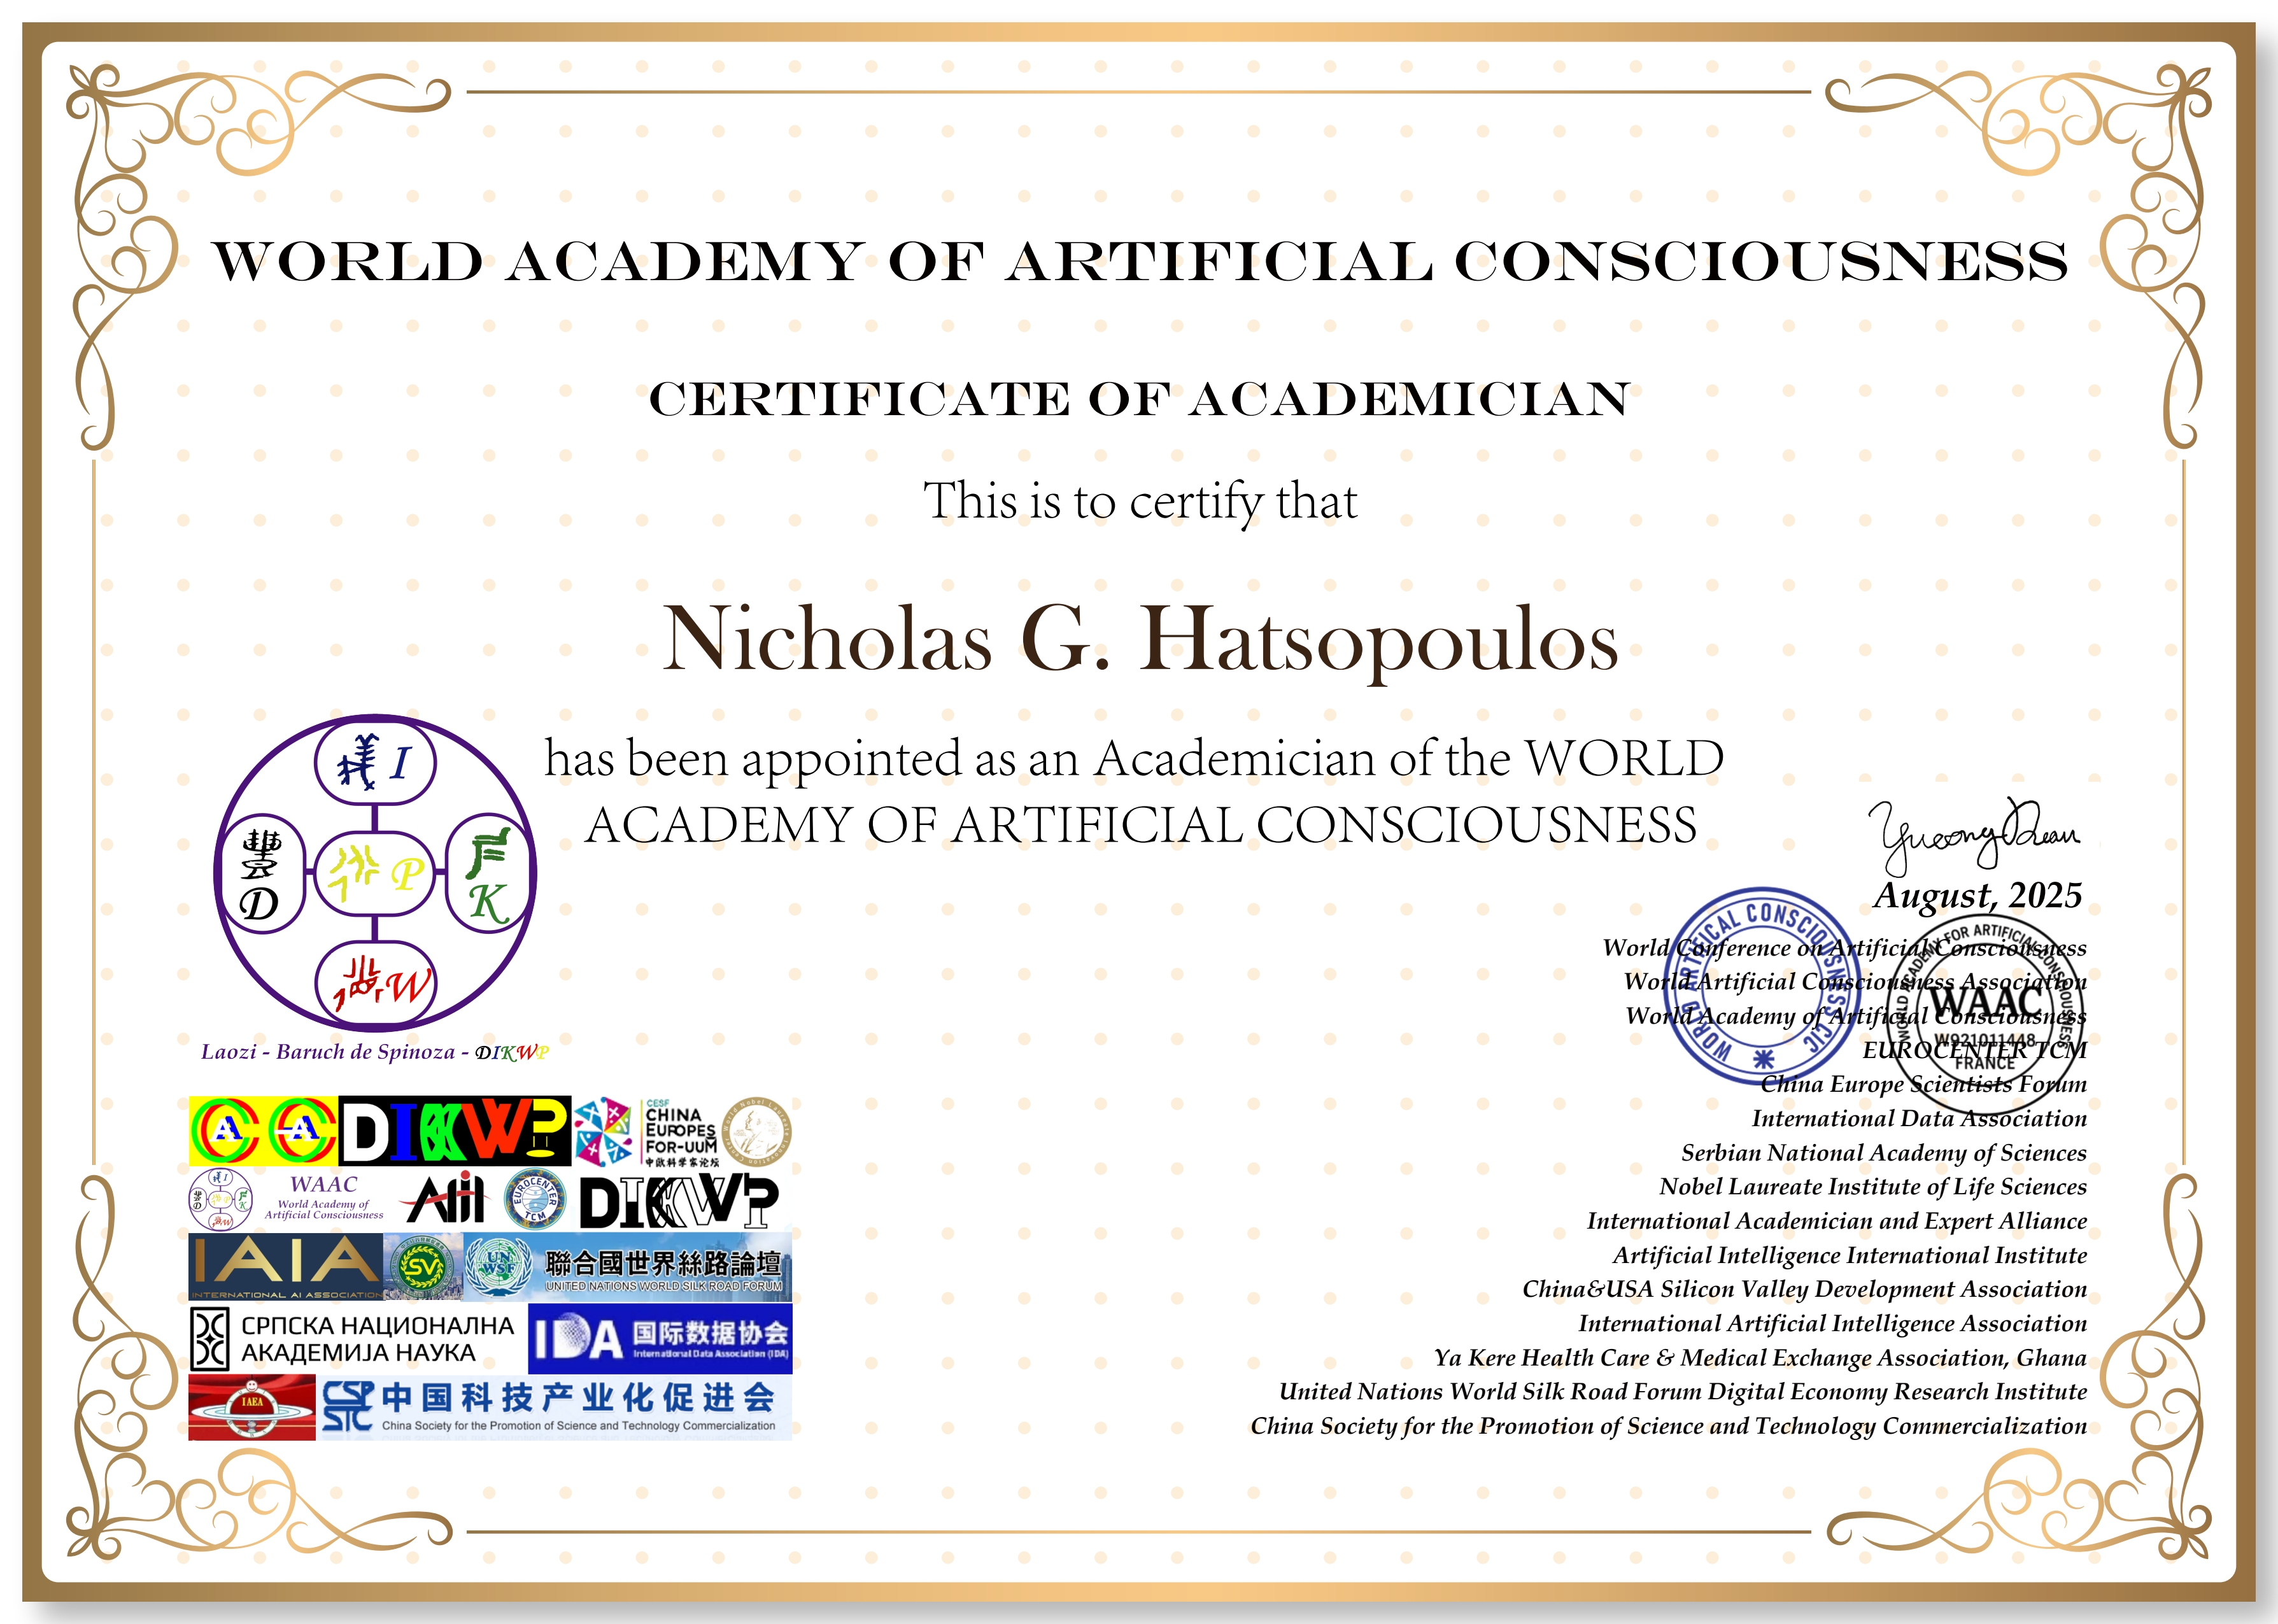 WORLD ACADEMY OF ARTIFICIAL CONSCIOUSNESS
CERTIFICATE OF ACADEMICIAN
This is to certify that
Nicholas G. Hatsopoulos
has been appointed as an Academician of the WORLD
ACADEMY OF ARTIFICIAL CONSCIOUSNESS
I
D
P
K
W
Laozi - Baruch de Spinoza - DIKWP
August, 2025
World Conference on Artificial Consciousness
World Artificial Consciousness Association
World Academy of Artificial Consciousness
EUROCENTER TCM
China Europe Scientists Forum
International Data Association
Serbian National Academy of Sciences
Nobel Laureate Institute of Life Sciences
International Academician and Expert Alliance
Artificial Intelligence International Institute
China&USA Silicon Valley Development Association
International Artificial Intelligence Association
Ya Kere Health Care & Medical Exchange Association, Ghana
United Nations World Silk Road Forum Digital Economy Research Institute
China Society for the Promotion of Science and Technology Commercialization
WORLD ARTIFICAL CONSCIOUSNESS CIC
WORLD ACADEMY FOR ARTIFICIAL CONSCIOUSNESS
WAAC
W921011448
FRANCE
DIKWP
CESF
CHINA
EUROPES
FOR-UUM
中欧科学家论坛
WAAC
World Academy of
Artificial Consciousness
AIII
EUROCENTER
TCM
DIKWP
IAIA
INTERNATIONAL AI ASSOCIATION
SV
UN
WSF
聯合國世界絲路論壇
UNITED NATIONS WORLD SILK ROAD FORUM
СРПСКА НАЦИОНАЛНА
АКАДЕМИЈА НАУКА
IDA
国际数据协会
International Data Association (IDA)
IAEA
CSP
STC
中国科技产业化促进会
China Society for the Promotion of Science and Technology Commercialization